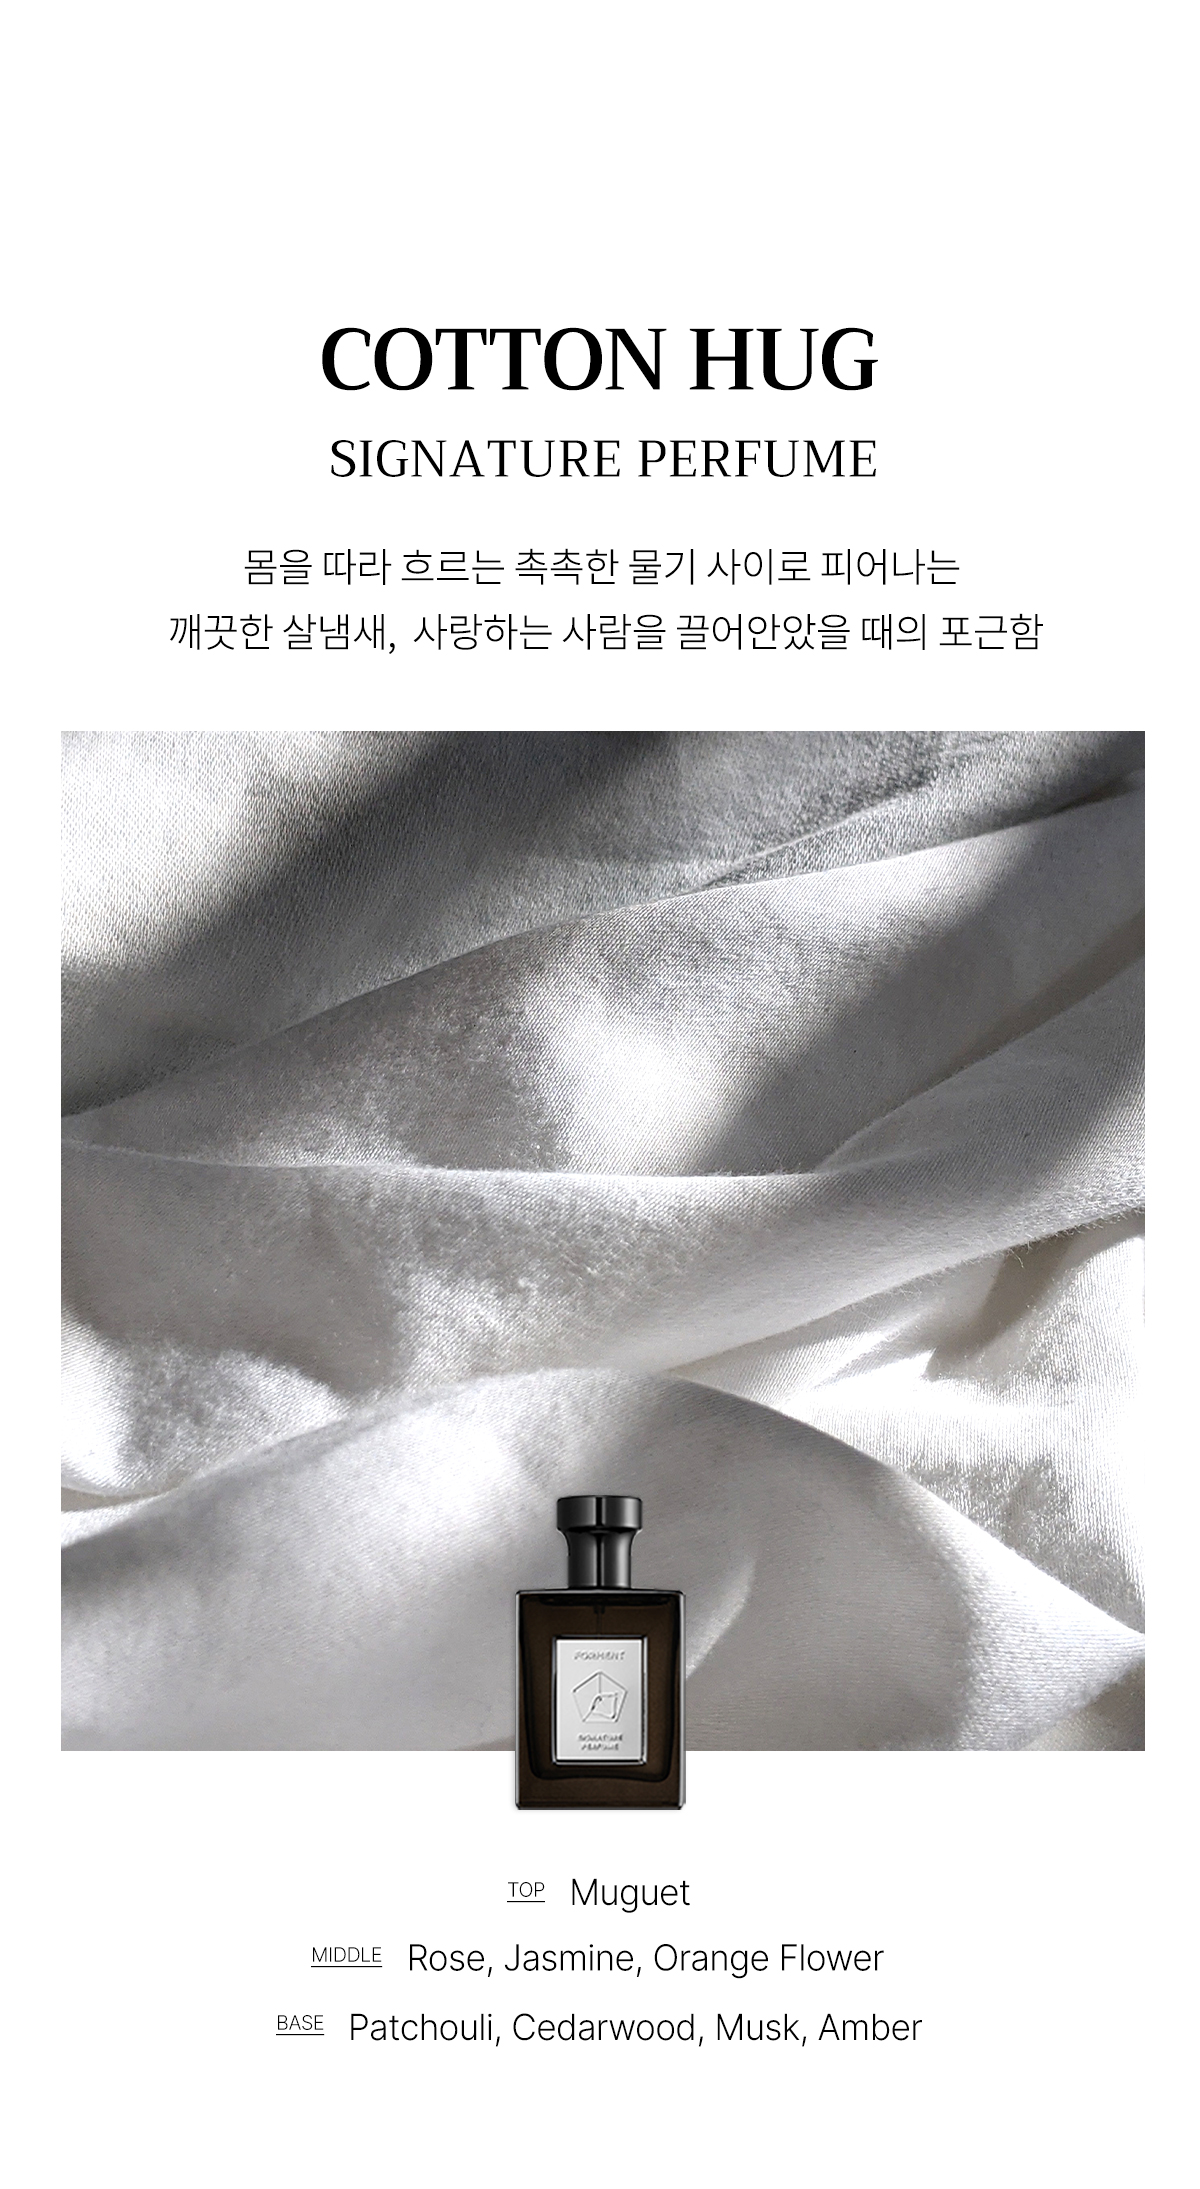 COTTON HUG
SIGNATURE PERFUME
몸을 따라 흐르는 촉촉한 물기 사이로 피어나는
깨끗한 살냄새, 사랑하는 사람을 끌어안았을 때의 포근함
FORMENT
SIGNATURE
PERFUME
TOP Muguet
MIDDLE Rose, Jasmine, Orange Flower
BASE Patchouli, Cedarwood, Musk, Amber